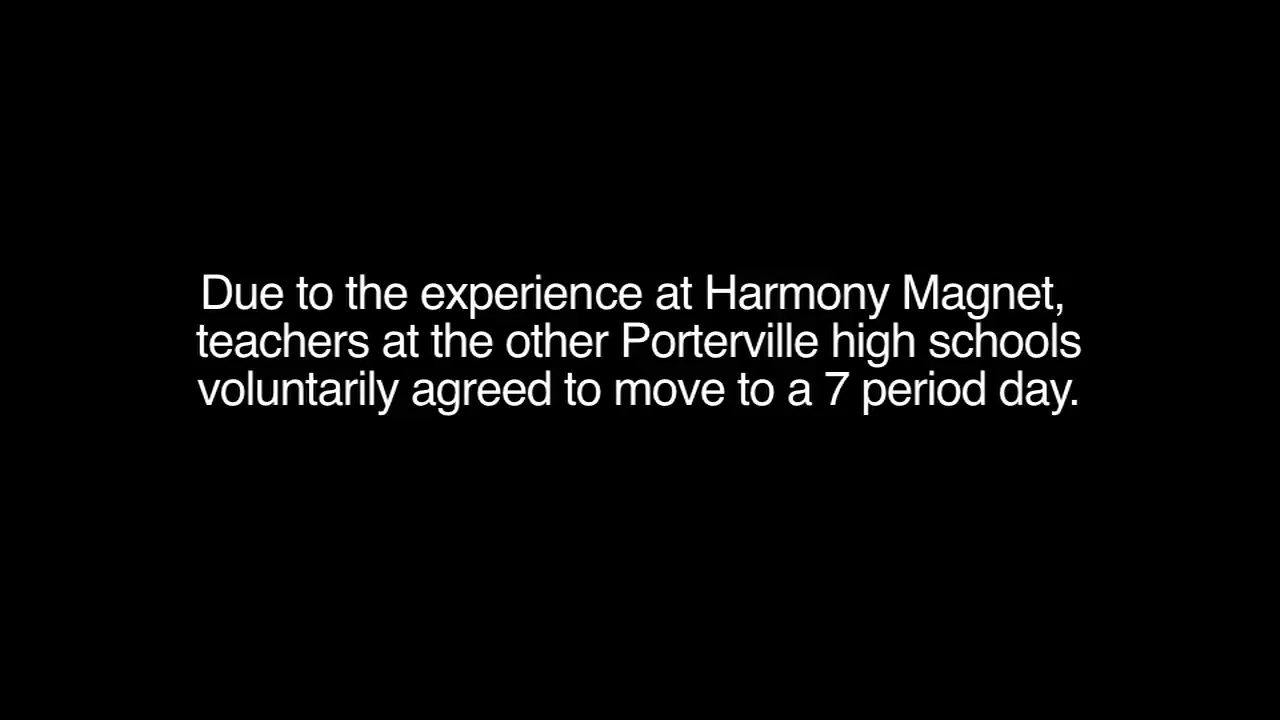 Due to the experience at Harmony Magnet,
teachers at the other Porterville high schools
voluntarily agreed to move to a 7 period day.